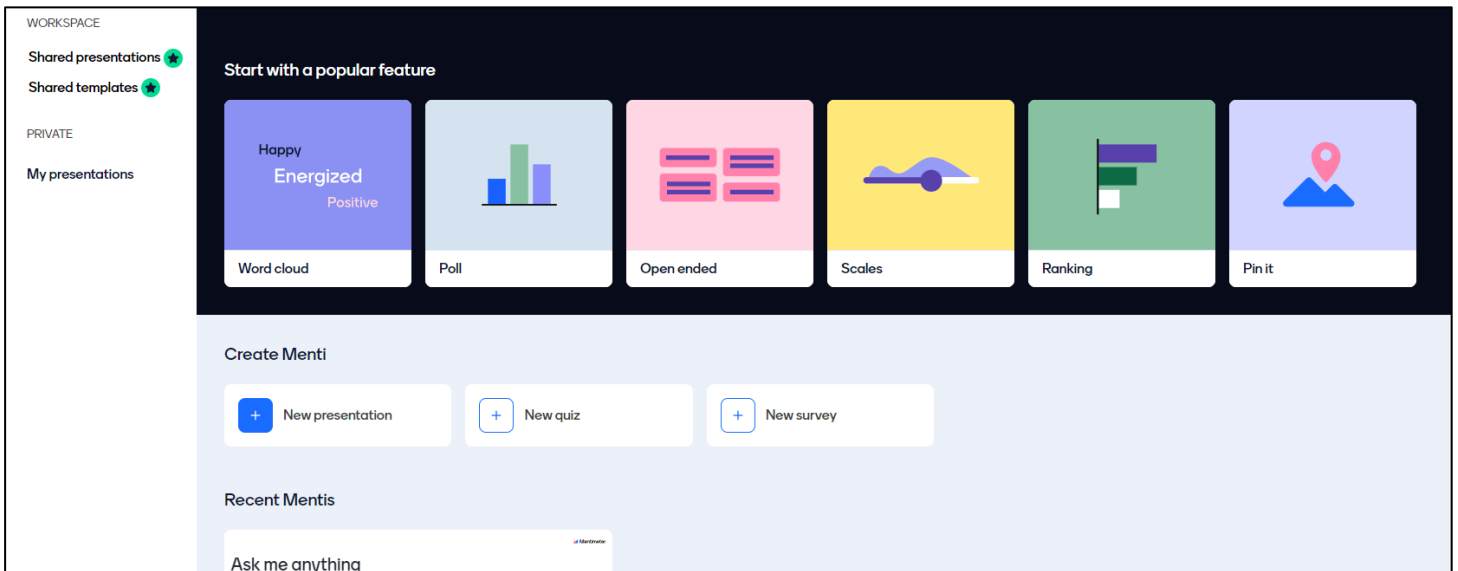 WORKSPACE
Shared presentations
Shared templates
PRIVATE
My presentations
Start with a popular feature
Happy
Energized
Positive
Word cloud
Poll
Open ended
Scales
Ranking
Pin it
Create Menti
New presentation
New quiz
New survey
Recent Mentis
Mentimeter
Ask me anything